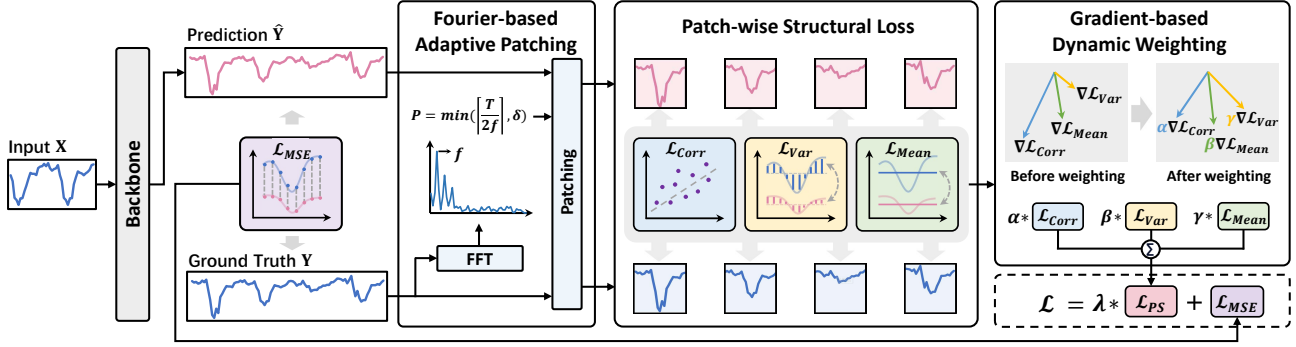 Input X
Backbone
Prediction Ŷ
ℒ_MSE
Ground Truth Y
Fourier-based
Adaptive Patching
P = min(⌈T/2f⌉, δ)
f
FFT
Patching
Patch-wise Structural Loss
ℒ_Corr
ℒ_Var
ℒ_Mean
Gradient-based
Dynamic Weighting
∇ℒ_Var
∇ℒ_Mean
∇ℒ_Corr
Before weighting
γ∇ℒ_Var
α∇ℒ_Corr
β∇ℒ_Mean
After weighting
α* ℒ_Corr β* ℒ_Var γ* ℒ_Mean
Σ
ℒ = λ* ℒ_PS + ℒ_MSE